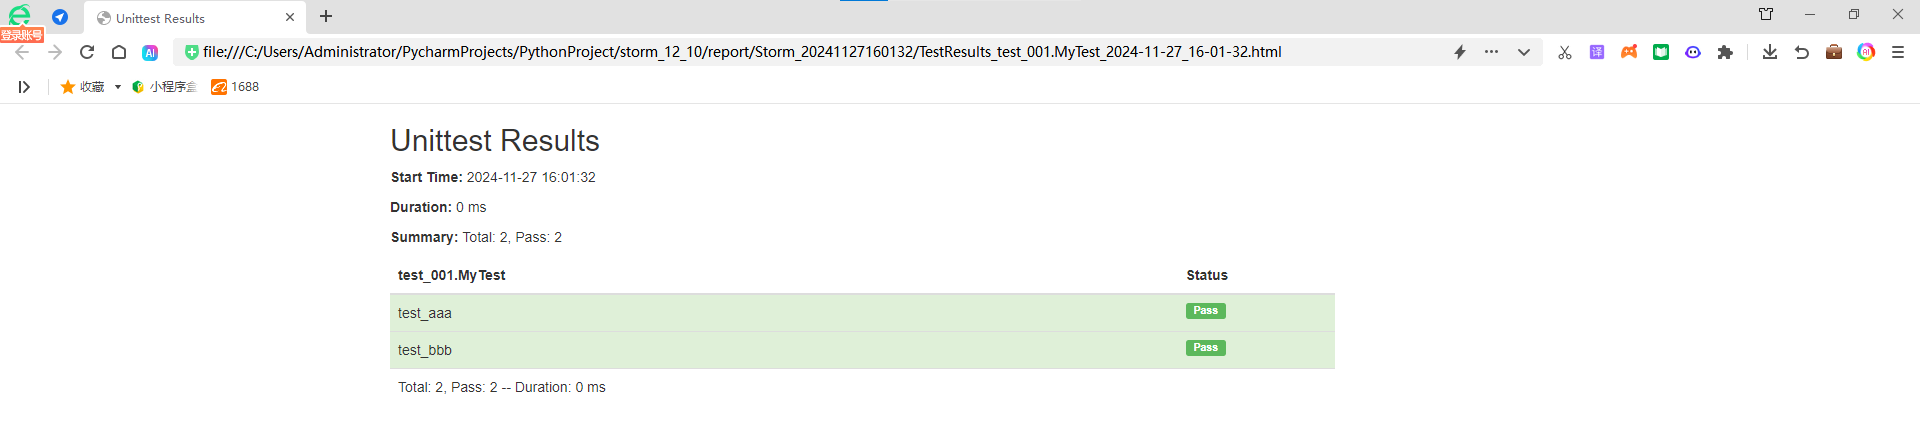 Unittest Results
登录账号
file:///C:/Users/Administrator/PycharmProjects/PythonProject/storm_12_10/report/Storm_20241127160132/TestResults_test_001.MyTest_2024-11-27_16-01-32.html
译
收藏 小程序盒 1688
Unittest Results
Start Time: 2024-11-27 16:01:32
Duration: 0 ms
Summary: Total: 2, Pass: 2
test_001.MyTest Status
test_aaa Pass
test_bbb Pass
Total: 2, Pass: 2 -- Duration: 0 ms